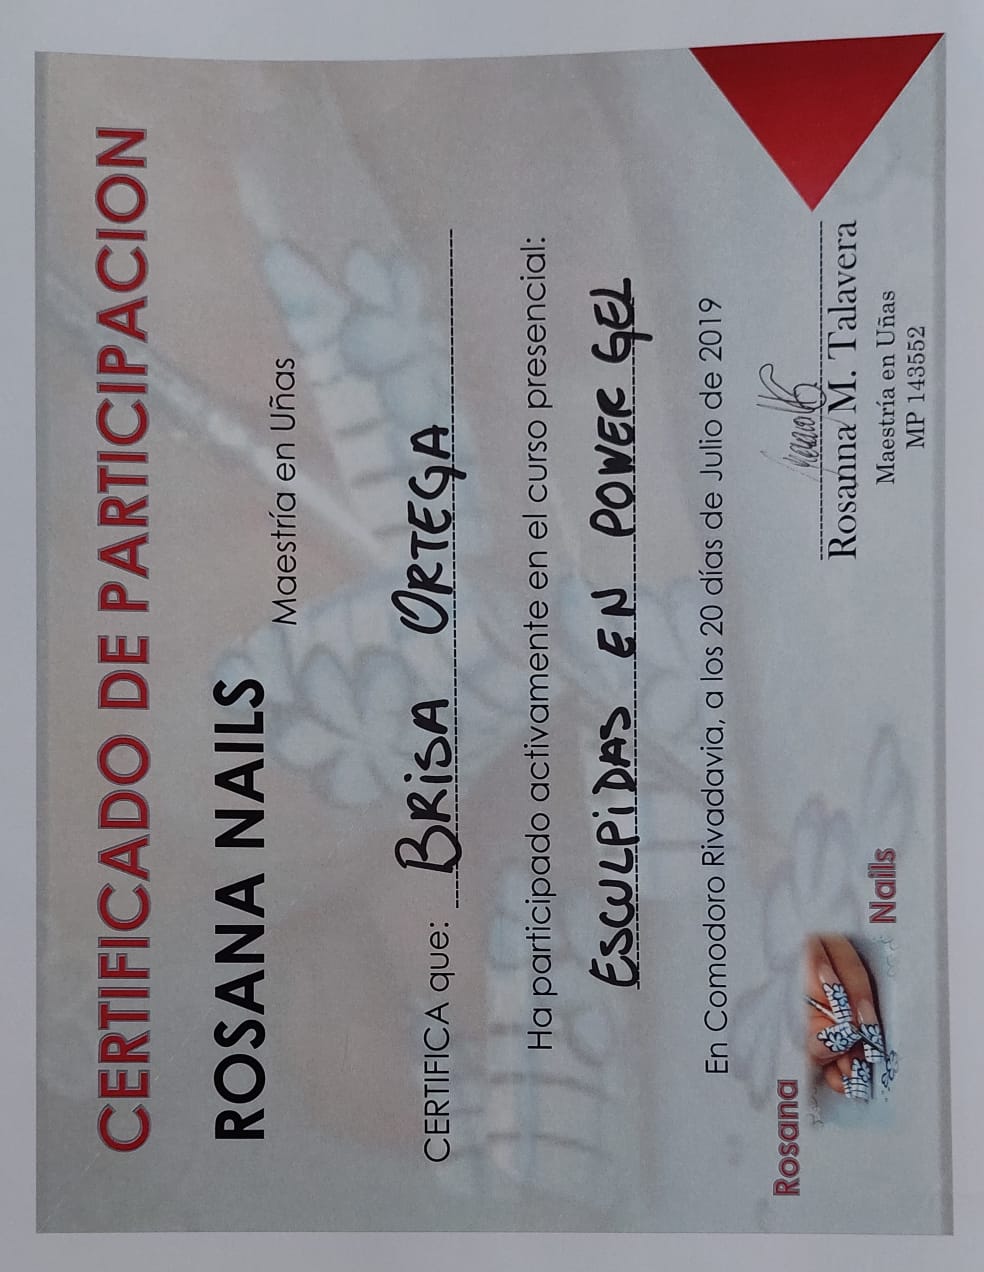 CERTIFICADO DE PARTICIPACION
ROSANA NAILS
Maestría en Uñas
CERTIFICA que: BRISA ORTEGA
Ha participado activamente en el curso presencial:
ESCULPIDAS EN POWER GEL
En Comodoro Rivadavia, a los 20 días de Julio de 2019
Rosana
Nails
Rosanna M. Talavera
Maestría en Uñas
MP 143552